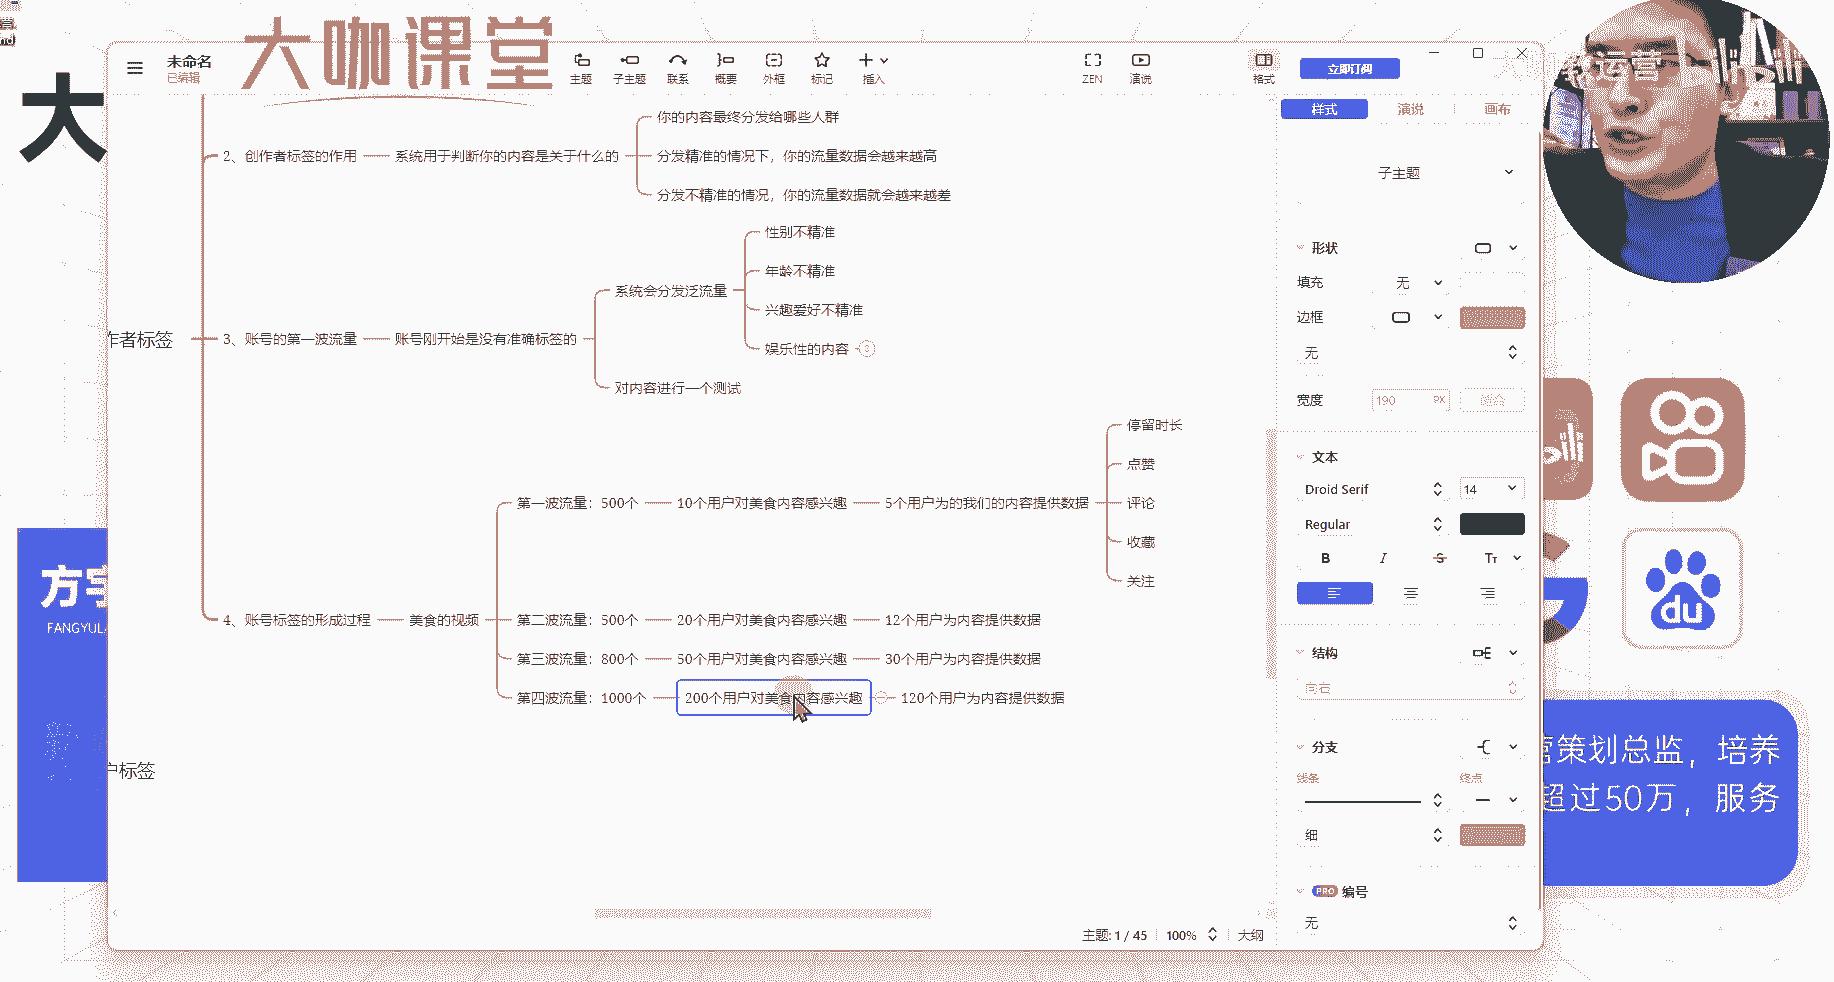 大咖课堂
未命名
已编辑
主题
子主题
联系
概要
外框
标记
插入
ZEN
演说
格式
立即订阅
运营
大
样式
演说
画布
你的内容最终分发给哪些人群
2、创作者标签的作用
系统用于判断你的内容是关于什么的
分发精准的情况下，你的流量数据会越来越高
分发不精准的情况，你的流量数据就会越来越差
性别不精准
年龄不精准
系统会分发泛流量
兴趣爱好不精准
作者标签
3、账号的第一波流量
账号刚开始是没有准确标签的
娱乐性的内容
对内容进行一个测试
停留时长
点赞
第一波流量：500个
10个用户对美食内容感兴趣
5个用户为的我们的内容提供数据
评论
收藏
关注
4、账号标签的形成过程
美食的视频
第二波流量：500个
20个用户对美食内容感兴趣
12个用户为内容提供数据
第三波流量：800个
50个用户对美食内容感兴趣
30个用户为内容提供数据
第四波流量：1000个
200个用户对美食内容感兴趣
120个用户为内容提供数据
户标签
子主题
形状
填充
无
边框
无
宽度
190
PX
文本
Droid Serif
14
Regular
B
I
S
TT
结构
向右
分支
线条
终点
细
PRO 编号
无
主题: 1 / 45
100%
大纲
方宇
FANGYUL
du
营策划总监，培养
超过50万，服务